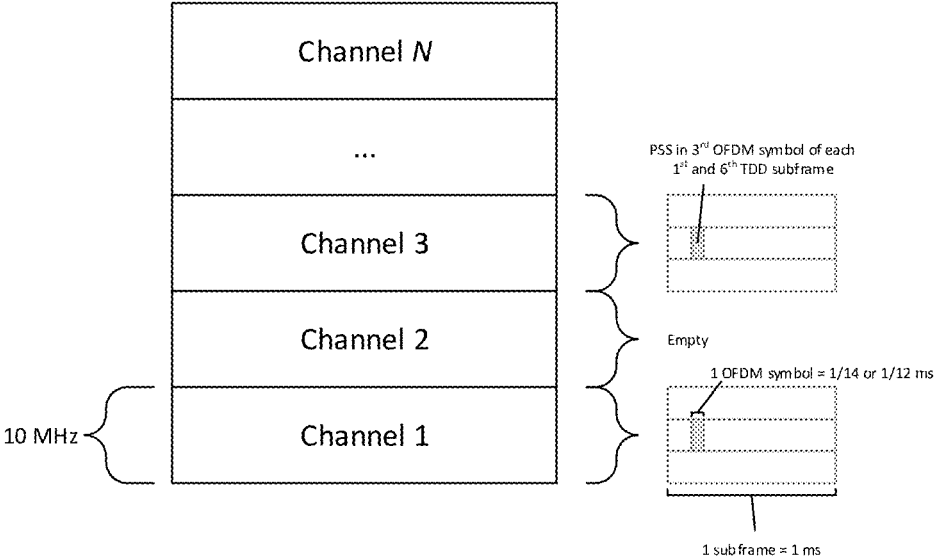 Channel N
...
PSS in 3rd OFDM symbol of each
1st and 6th TDD subframe
Channel 3
Channel 2
Empty
1 OFDM symbol = 1/14 or 1/12 ms
10 MHz
Channel 1
1 subframe = 1 ms